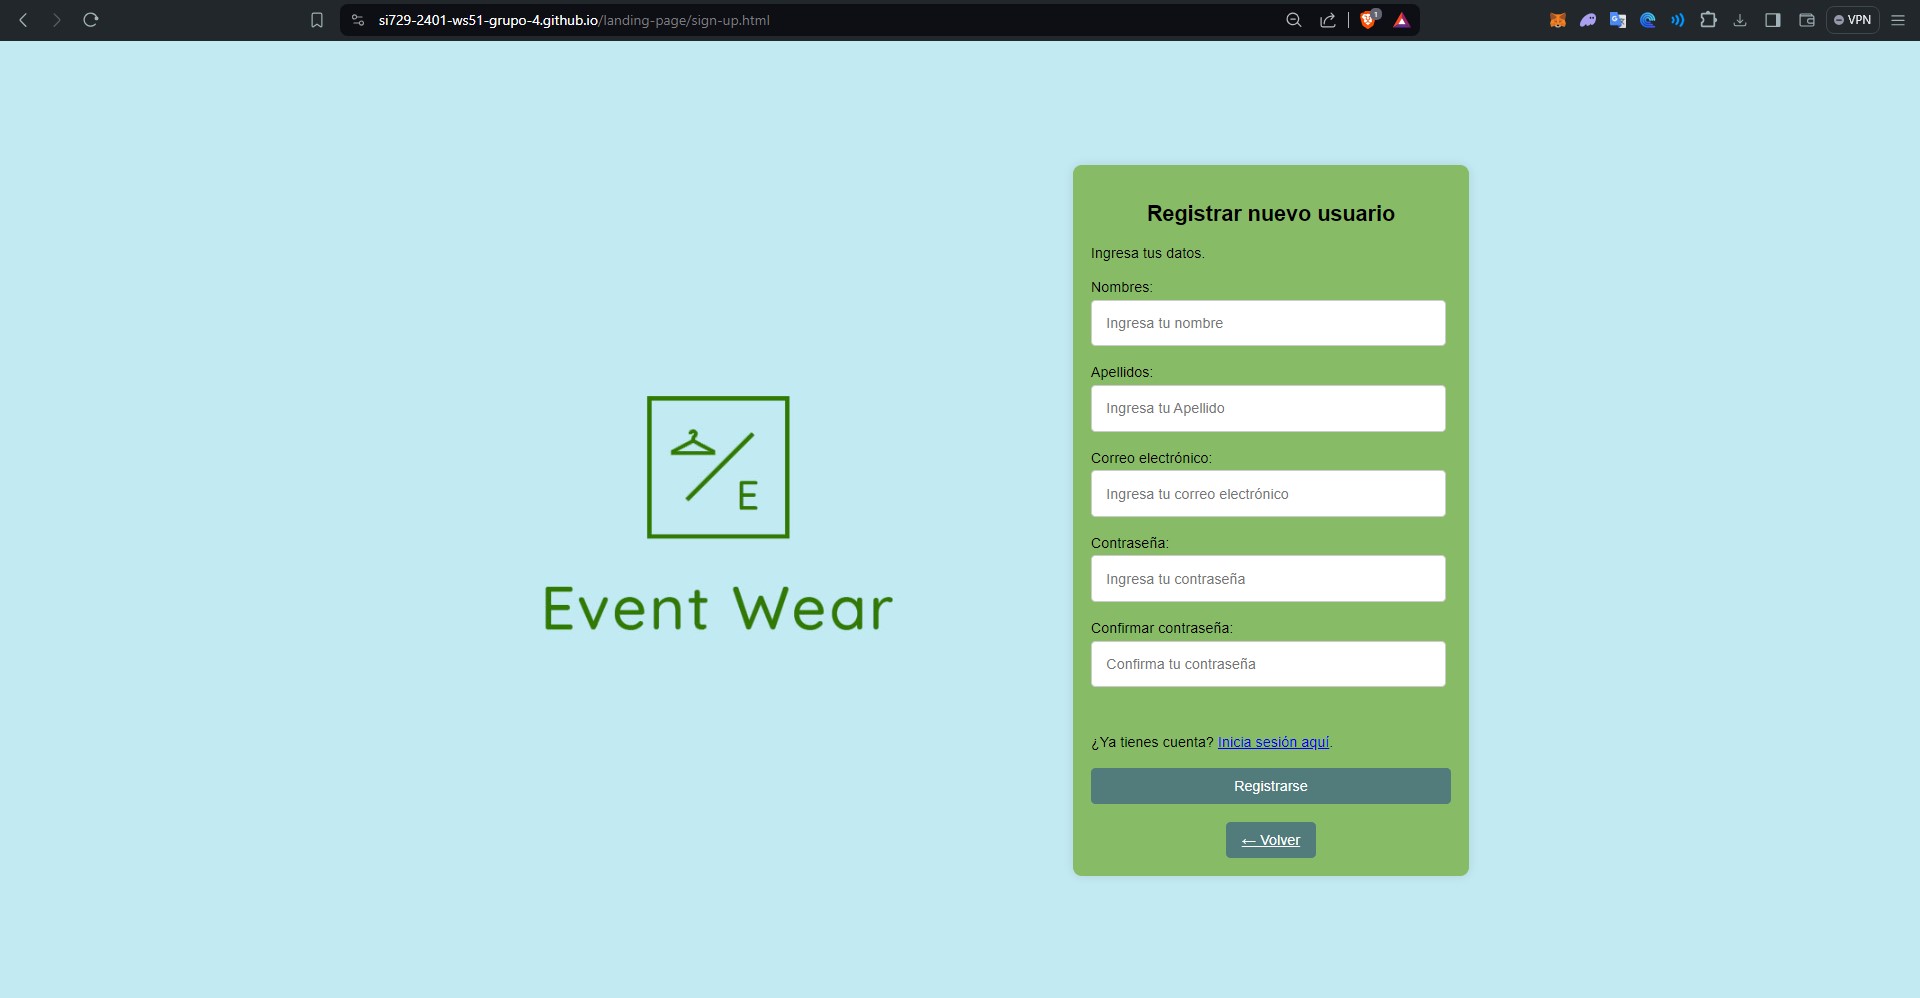 si729-2401-ws51-grupo-4.github.io/landing-page/sign-up.html
1
VPN
E
Event Wear
Registrar nuevo usuario
Ingresa tus datos.
Nombres:
Ingresa tu nombre
Apellidos:
Ingresa tu Apellido
Correo electrónico:
Ingresa tu correo electrónico
Contraseña:
Ingresa tu contraseña
Confirmar contraseña:
Confirma tu contraseña
¿Ya tienes cuenta? Inicia sesión aquí.
Registrarse
← Volver